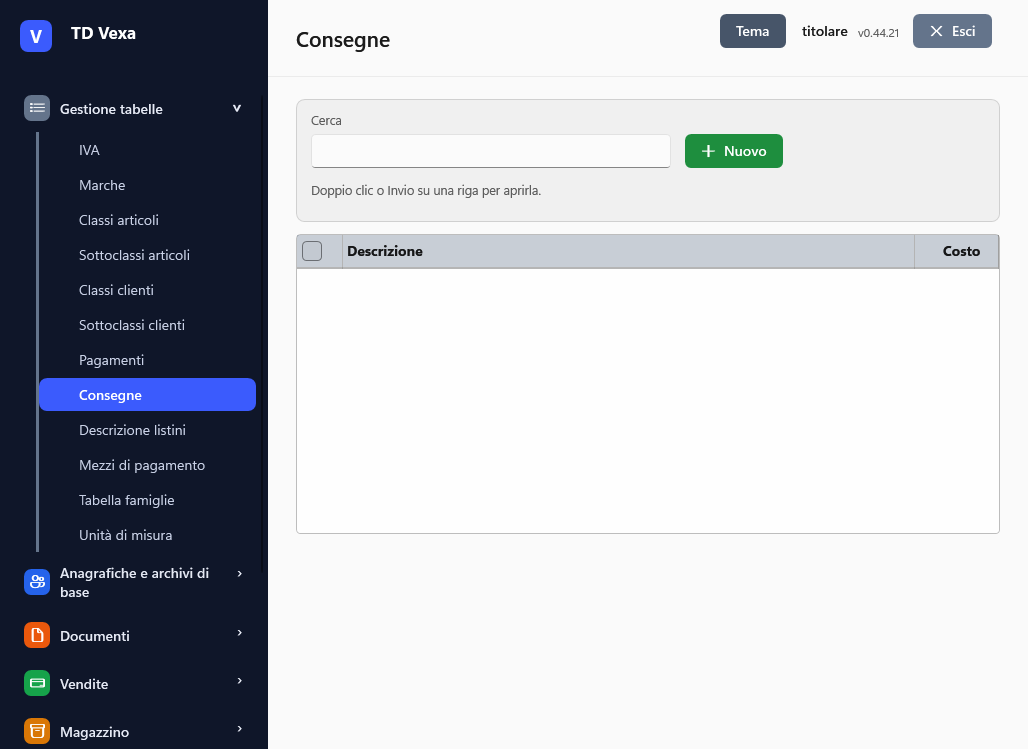 V
TD Vexa
Gestione tabelle
IVA
Marche
Classi articoli
Sottoclassi articoli
Classi clienti
Sottoclassi clienti
Pagamenti
Consegne
Descrizione listini
Mezzi di pagamento
Tabella famiglie
Unità di misura
Anagrafiche e archivi di
base
Documenti
Vendite
Magazzino
Consegne
Tema
titolare
v0.44.21
Esci
Cerca
Nuovo
Doppio clic o Invio su una riga per aprirla.
Descrizione
Costo